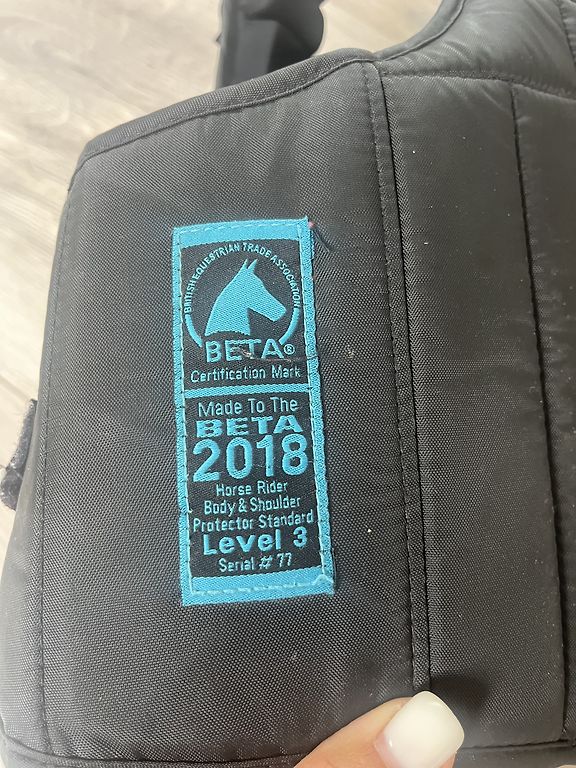 BRITISH EQUESTRIAN TRADE ASSOCIATION
BETA®
Certification Mark
Made To The
BETA
2018
Horse Rider
Body & Shoulder
Protector Standard
Level 3
Serial # 77